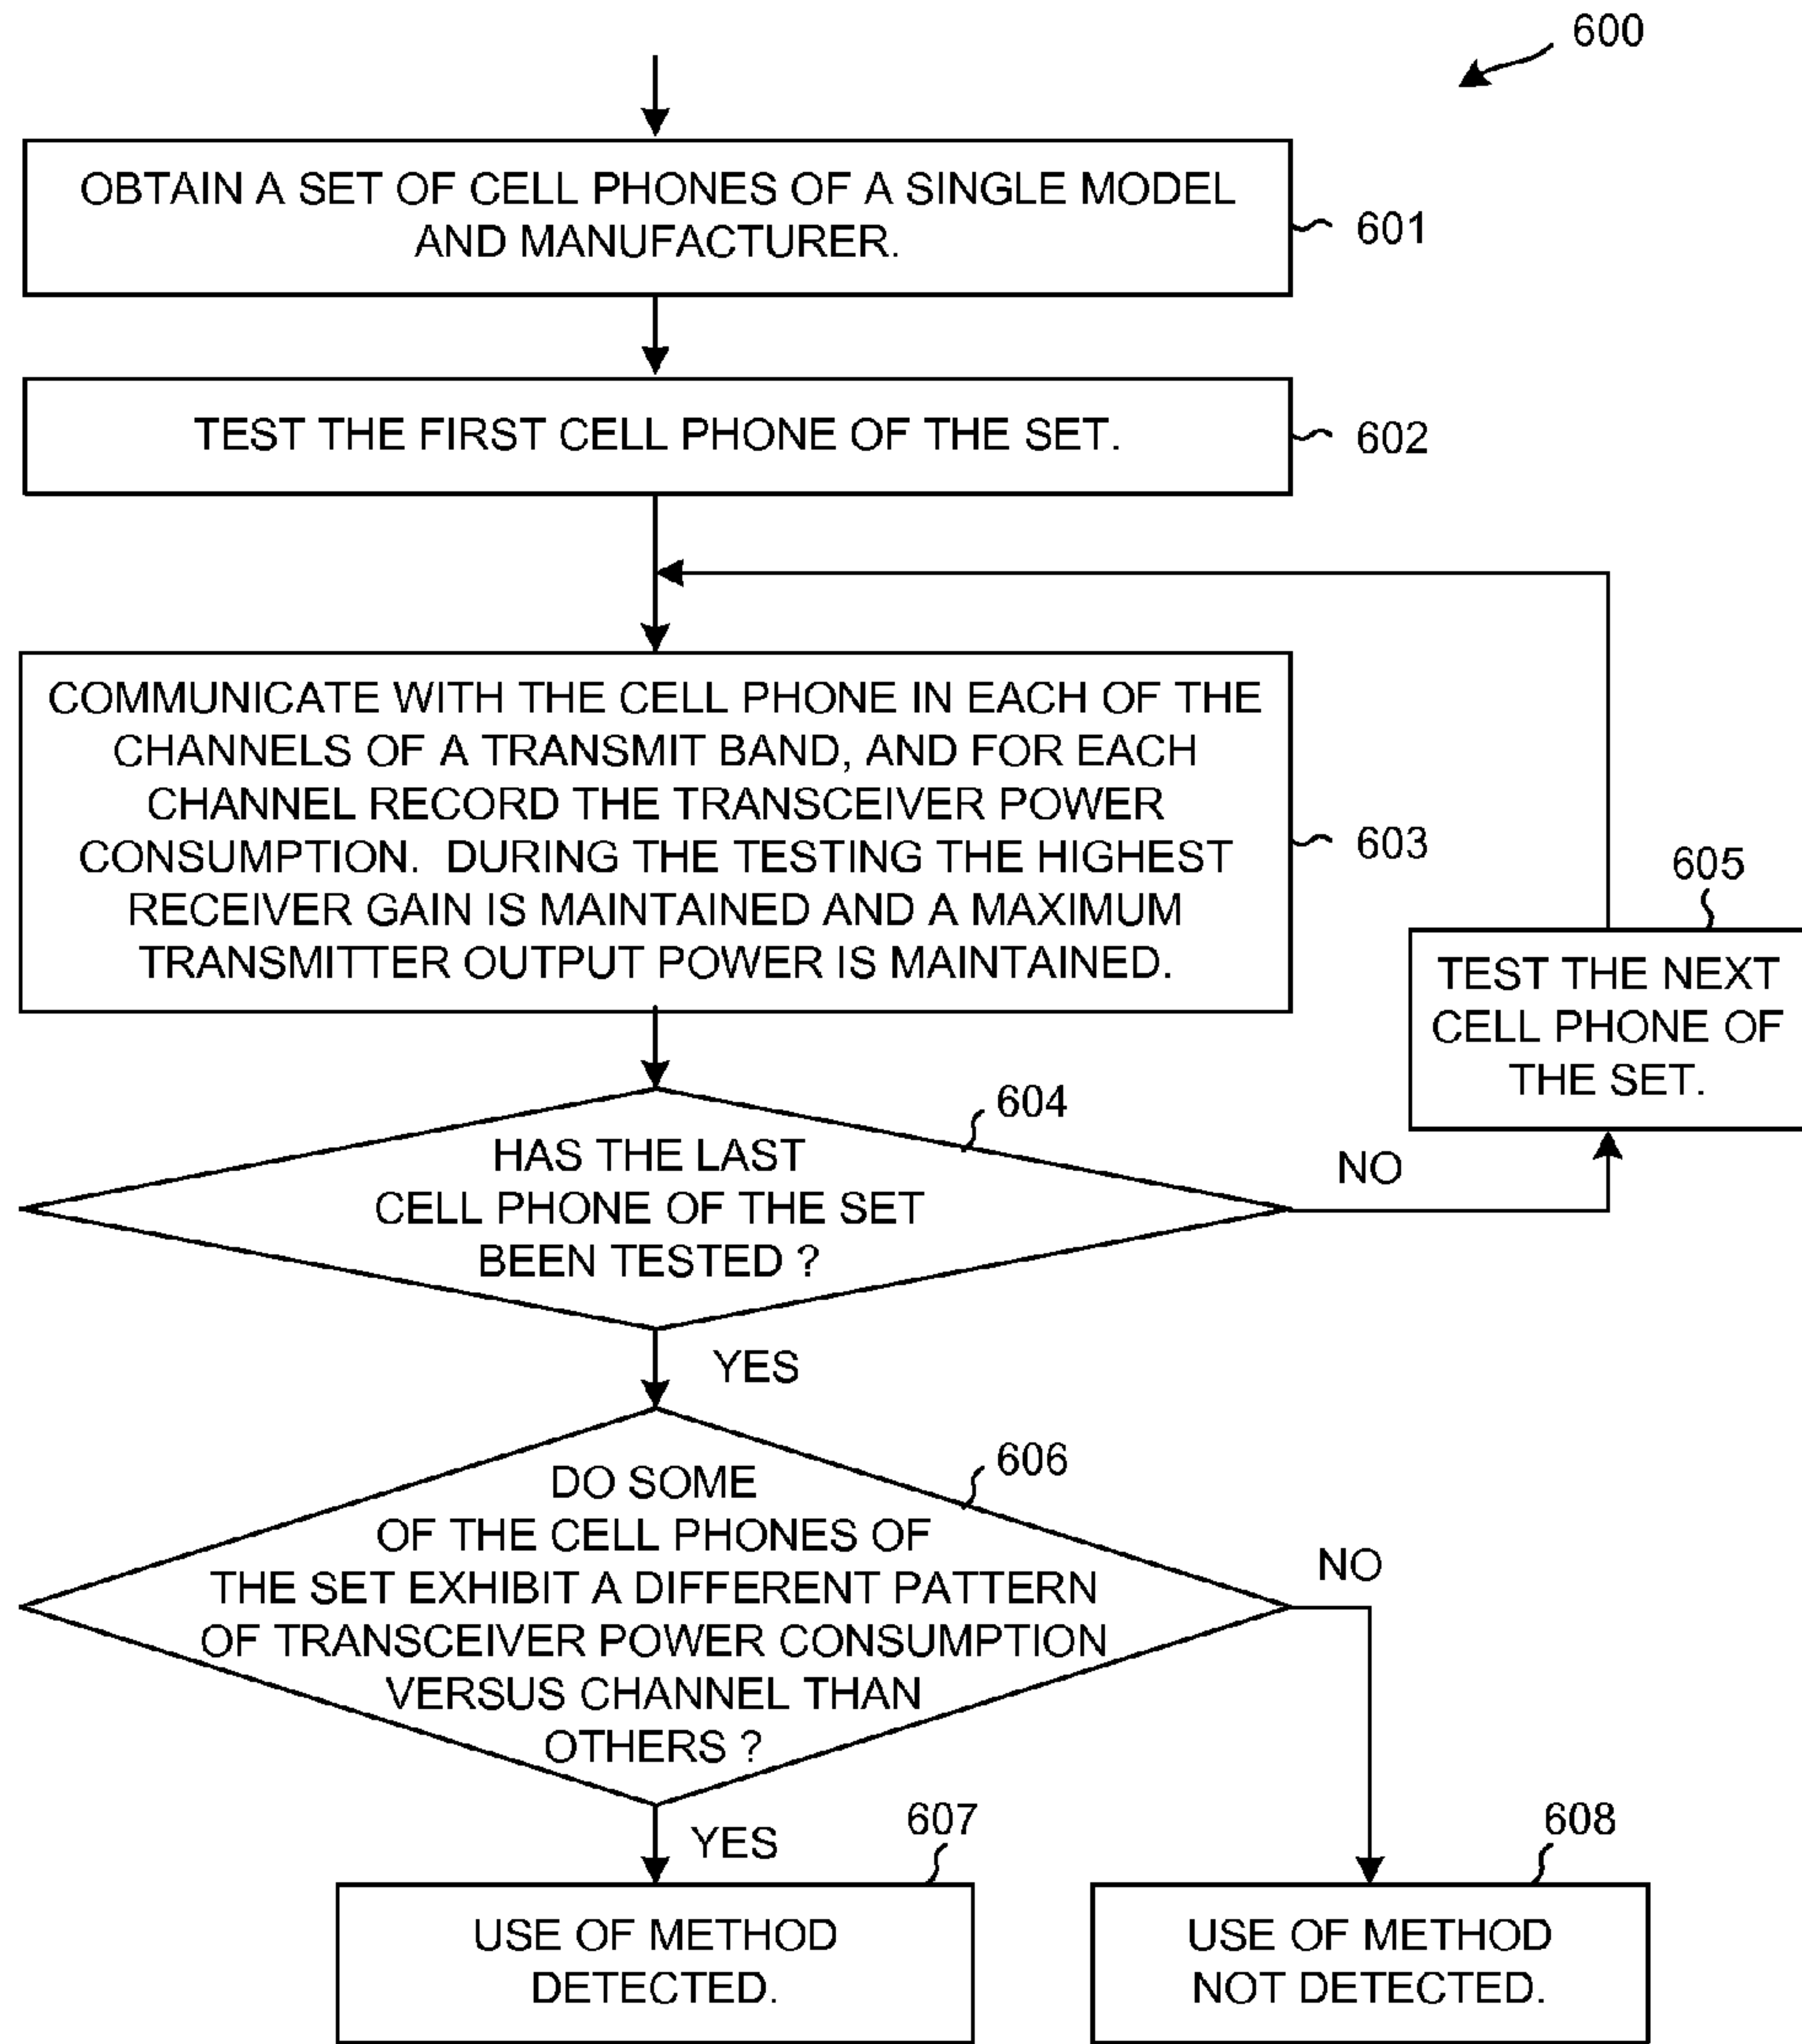 600
OBTAIN A SET OF CELL PHONES OF A SINGLE MODEL
AND MANUFACTURER.
601
TEST THE FIRST CELL PHONE OF THE SET.
602
COMMUNICATE WITH THE CELL PHONE IN EACH OF THE
CHANNELS OF A TRANSMIT BAND, AND FOR EACH
CHANNEL RECORD THE TRANSCEIVER POWER
CONSUMPTION. DURING THE TESTING THE HIGHEST
RECEIVER GAIN IS MAINTAINED AND A MAXIMUM
TRANSMITTER OUTPUT POWER IS MAINTAINED.
603
605
TEST THE NEXT
CELL PHONE OF
THE SET.
604
HAS THE LAST
CELL PHONE OF THE SET
BEEN TESTED ?
NO
YES
606
DO SOME
OF THE CELL PHONES OF
THE SET EXHIBIT A DIFFERENT PATTERN
OF TRANSCEIVER POWER CONSUMPTION
VERSUS CHANNEL THAN
OTHERS ?
NO
YES
607
USE OF METHOD
DETECTED.
608
USE OF METHOD
NOT DETECTED.